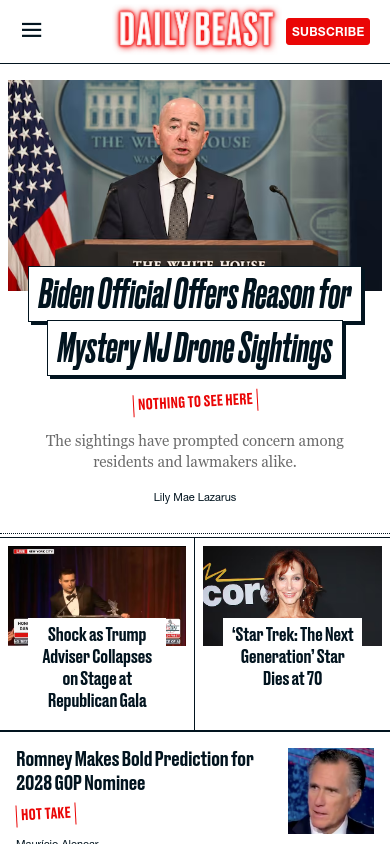 DAILY BEAST
SUBSCRIBE
THE WHITE HOUSE
WASHINGTON
THE WHITE HOUSE
Biden Official Offers Reason for
Mystery NJ Drone Sightings
NOTHING TO SEE HERE
The sightings have prompted concern among
residents and lawmakers alike.
Lily Mae Lazarus
LIVE NEW YORK CITY
Shock as Trump
Adviser Collapses
on Stage at
Republican Gala
core
‘Star Trek: The Next
Generation’ Star
Dies at 70
Romney Makes Bold Prediction for
2028 GOP Nominee
HOT TAKE